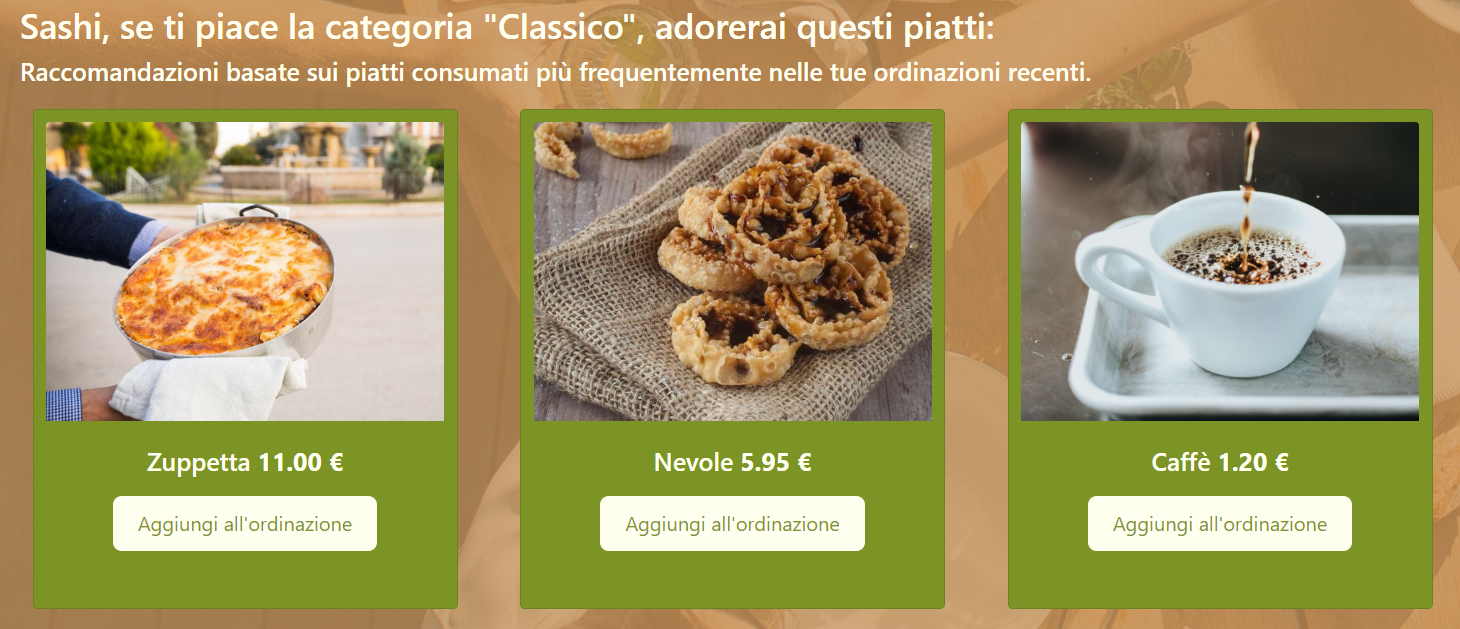 Sashi, se ti piace la categoria "Classico", adorerai questi piatti:
Raccomandazioni basate sui piatti consumati più frequentemente nelle tue ordinazioni recenti.
Zuppetta 11.00 €
Aggiungi all'ordinazione
Nevole 5.95 €
Aggiungi all'ordinazione
Caffè 1.20 €
Aggiungi all'ordinazione